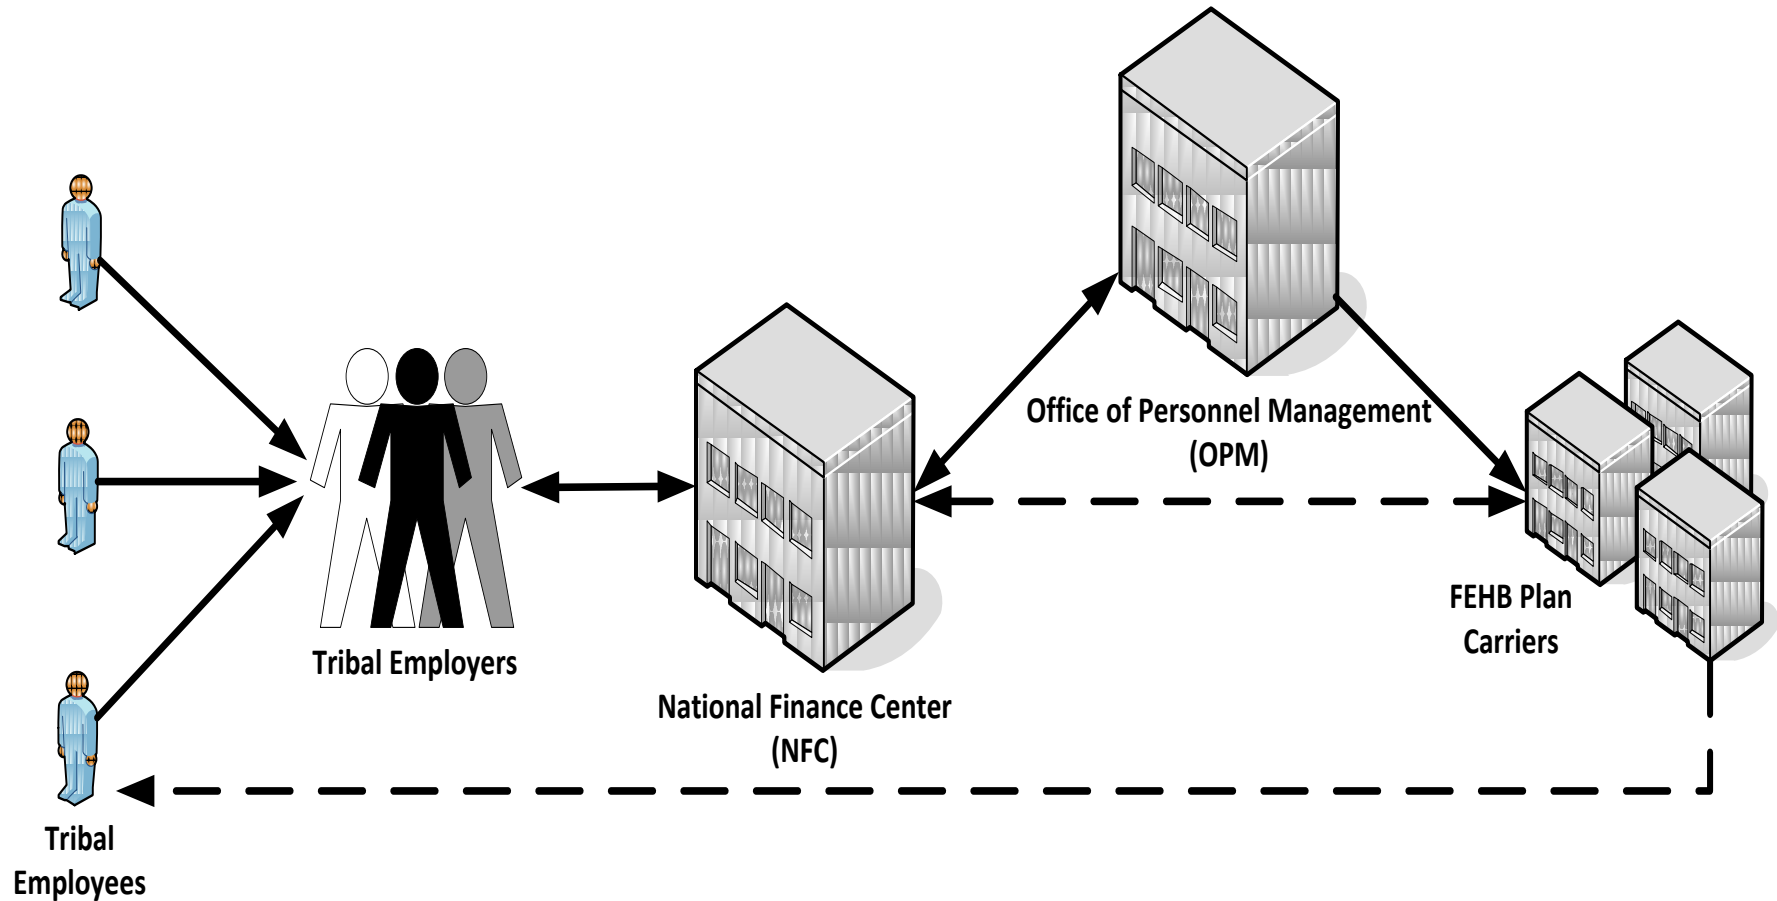 Office of Personnel Management
(OPM)
FEHB Plan
Carriers
Tribal Employers
National Finance Center
(NFC)
Tribal
Employees